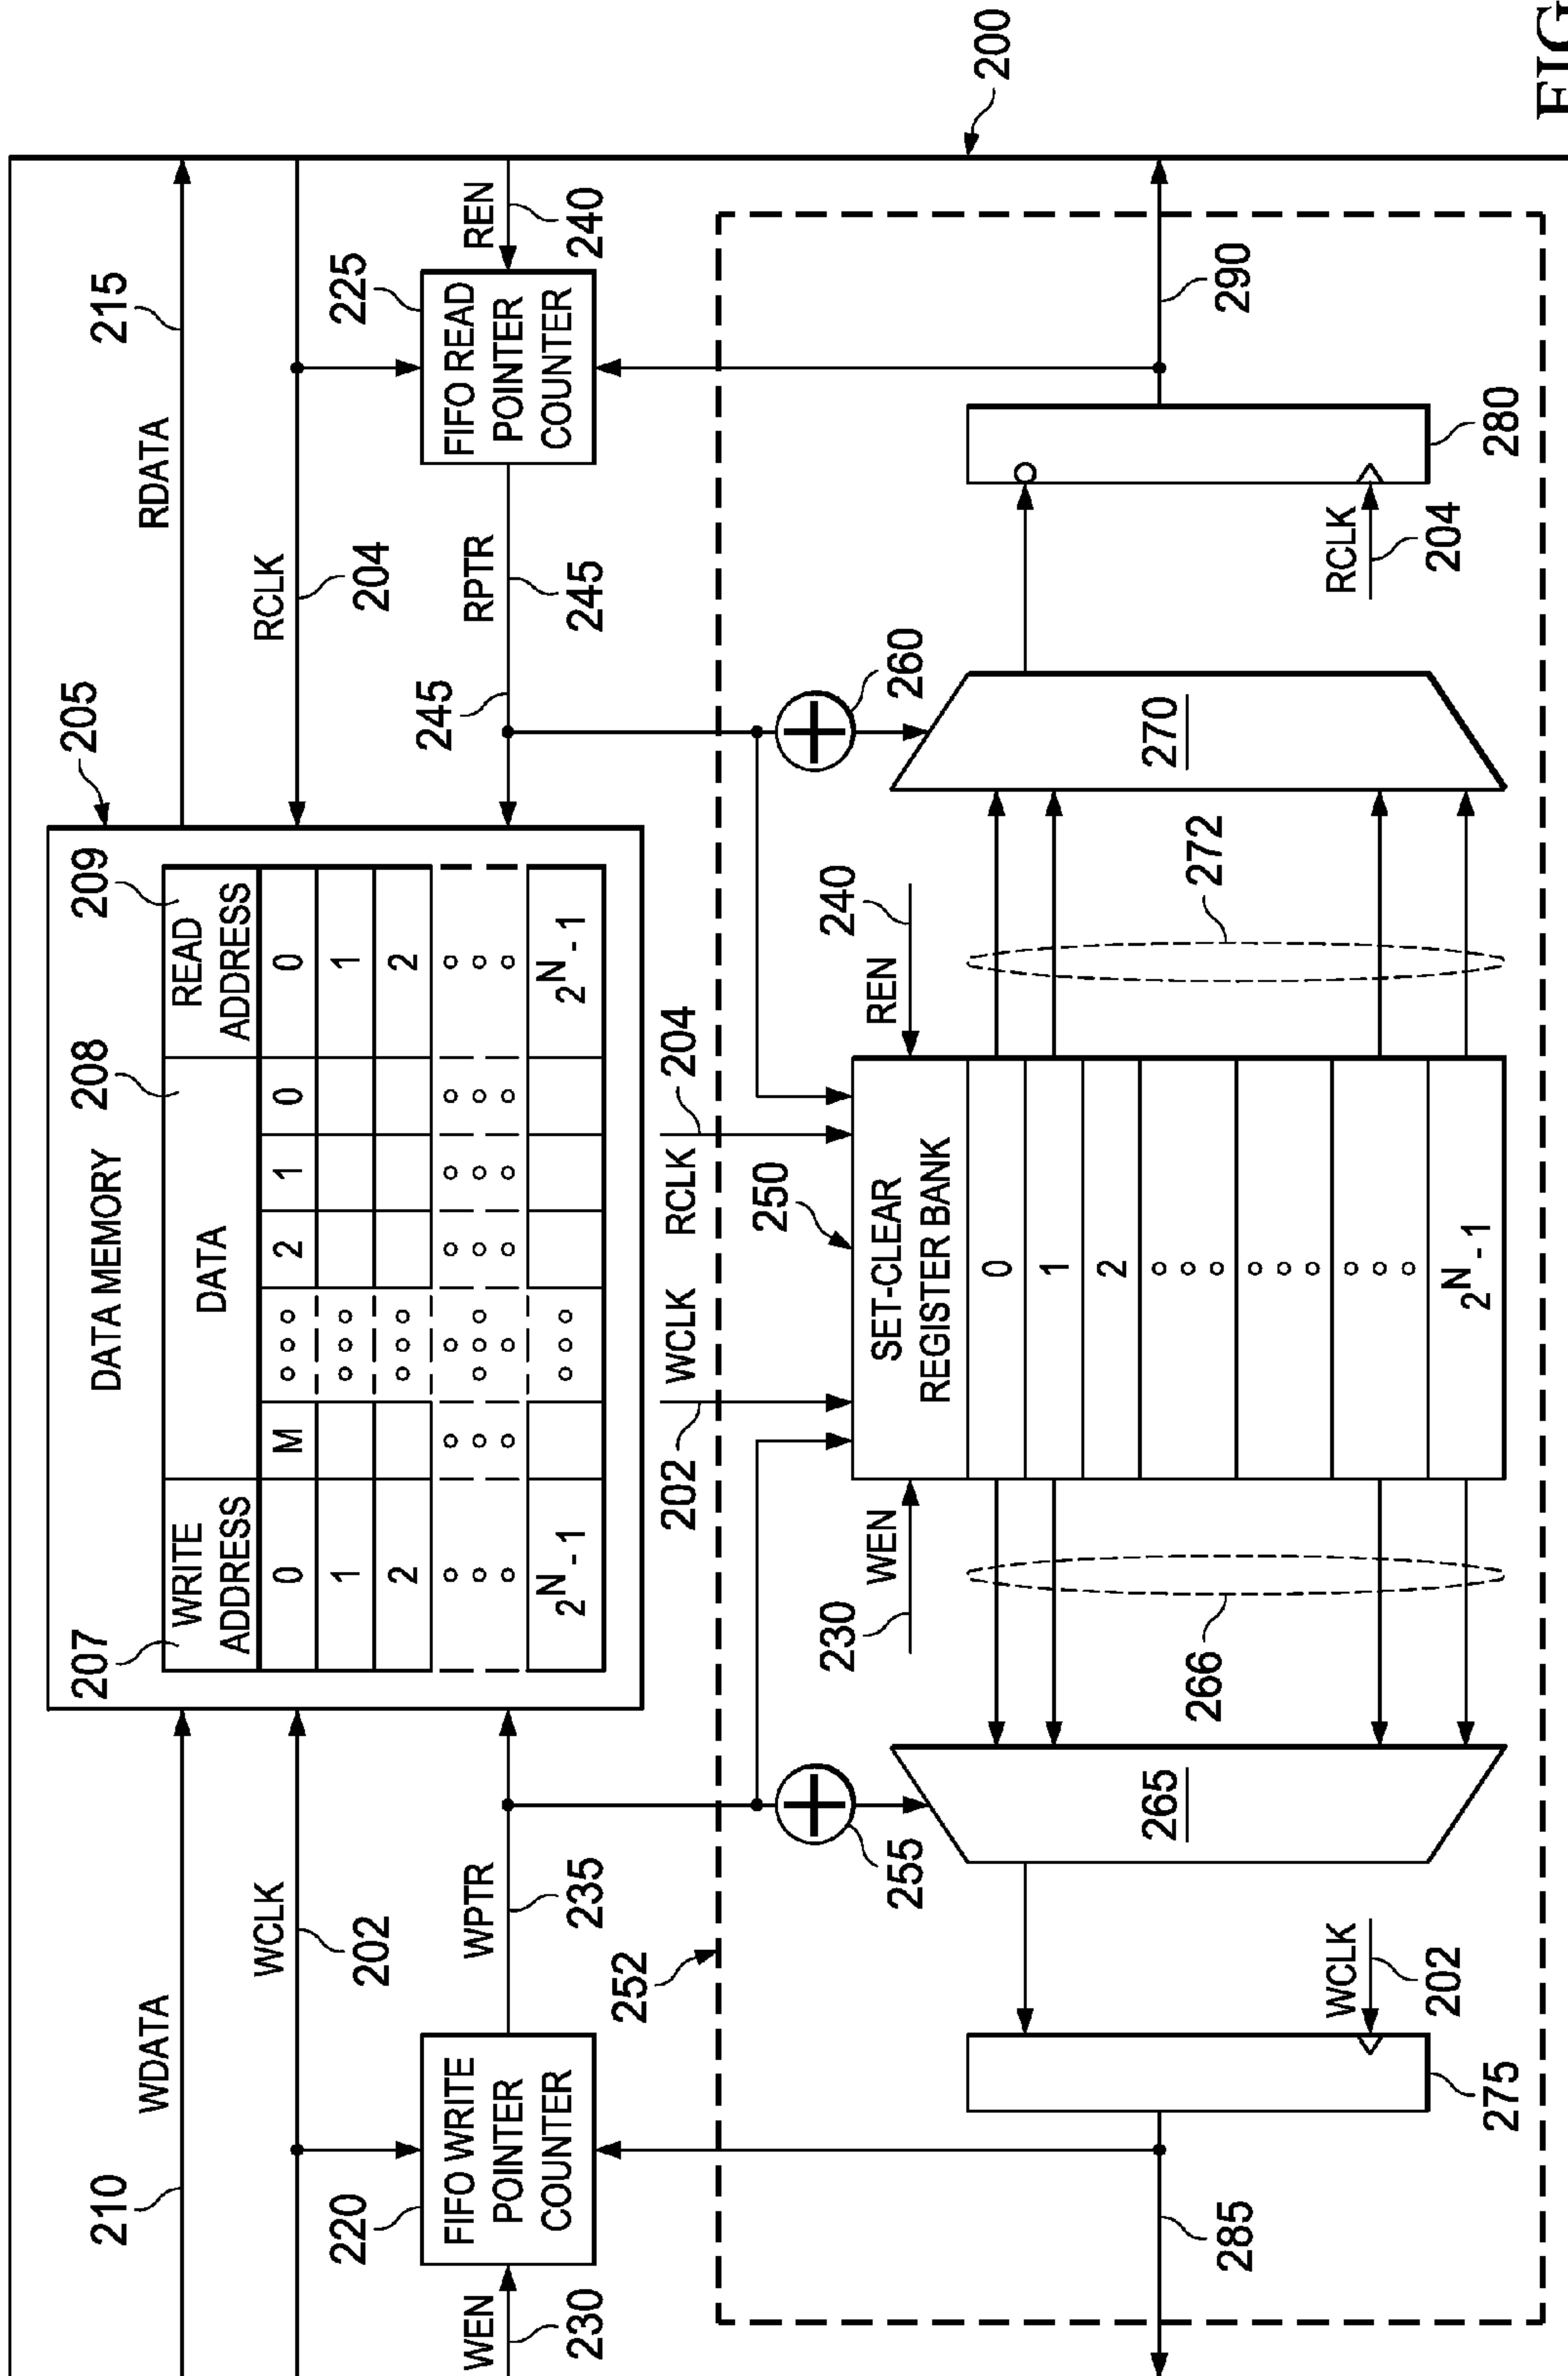 210
WDATA
RDATA
215
205
DATA MEMORY
207
208
209
WRITE
ADDRESS
DATA
READ
ADDRESS
0
M
2
1
0
0
1
1
2
2
2^N-1
2^N-1
WCLK
202
RCLK
204
220
FIFO WRITE
POINTER
COUNTER
WEN
230
WPTR
235
245
RPTR
245
225
FIFO READ
POINTER
COUNTER
REN
240
200
252
202
WCLK
RCLK
204
255
250
260
230
WEN
SET-CLEAR
REGISTER BANK
REN
240
0
1
2
2^N-1
265
266
272
270
WCLK
202
275
285
RCLK
204
280
290
FIG